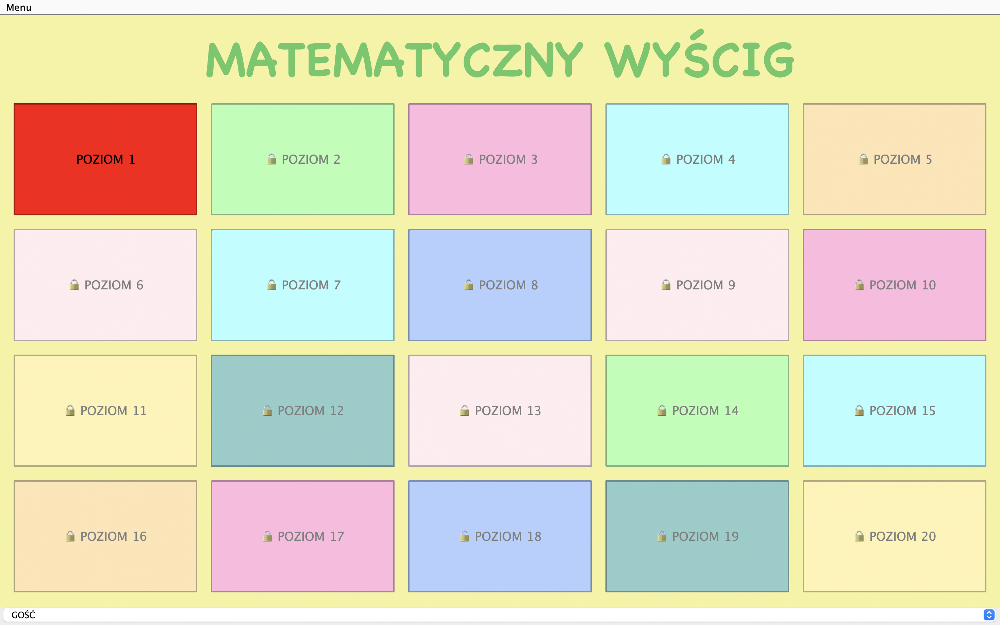 Menu
MATEMATYCZNY WYŚCIG
POZIOM 1
🔒 POZIOM 2
🔒 POZIOM 3
🔒 POZIOM 4
🔒 POZIOM 5
🔒 POZIOM 6
🔒 POZIOM 7
🔒 POZIOM 8
🔒 POZIOM 9
🔒 POZIOM 10
🔒 POZIOM 11
🔒 POZIOM 12
🔒 POZIOM 13
🔒 POZIOM 14
🔒 POZIOM 15
🔒 POZIOM 16
🔒 POZIOM 17
🔒 POZIOM 18
🔒 POZIOM 19
🔒 POZIOM 20
GOŚĆ